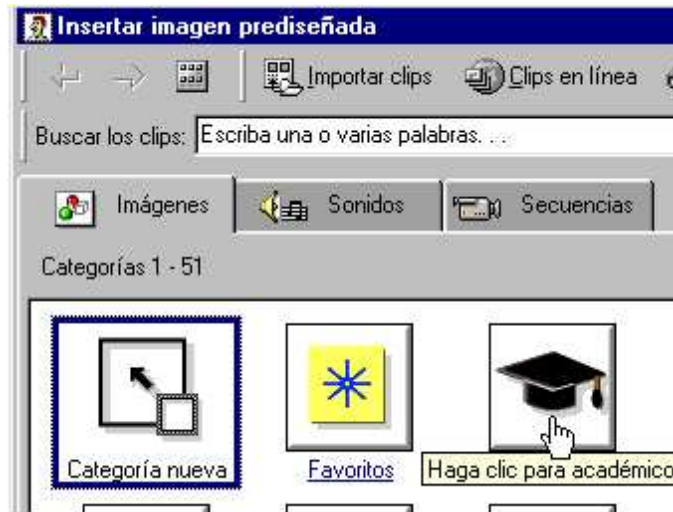 Insertar imagen prediseñada
Importar clips Clips en línea
Buscar los clips: Escriba una o varias palabras. . .
Imágenes Sonidos Secuencias
Categorías 1 - 51
Categoría nueva Favoritos Haga clic para académico